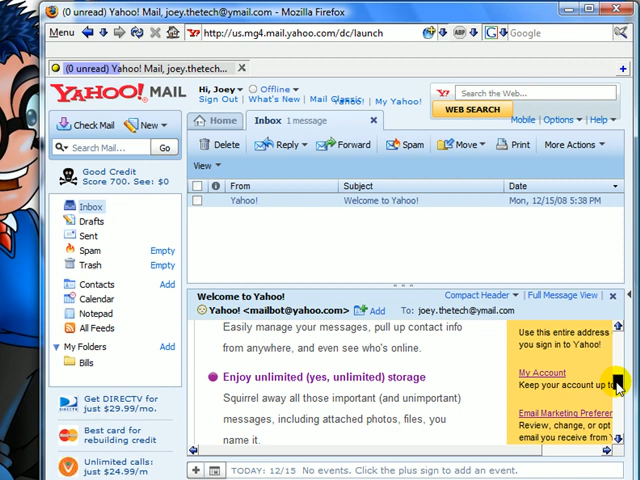 (0 unread) Yahoo! Mail, joey.thetech@ymail.com - Mozilla Firefox
Menu
http://us.mg4.mail.yahoo.com/dc/launch
ABP
G
Google
(0 unread) Yahoo! Mail, joey.thetech...
YAHOO! MAIL
Hi, Joey
Offline
Sign Out | What's New | Mail Classic
Yahoo! | My Yahoo!
Y! Search the Web...
WEB SEARCH
Mobile | Options | Help
Check Mail
New
Search Mail...
Go
Good Credit
Score 700. See: $0
Inbox
Drafts
Sent
Spam Empty
Trash Empty
Contacts Add
Calendar
Notepad
All Feeds
My Folders Add
Bills
Get DIRECTV for
just $29.99/mo.
Best card for
rebuilding credit
Unlimited calls:
just $24.99/m
Home
Inbox 1 message
Delete
Reply
Forward
Spam
Move
Print
More Actions
View
From Subject Date
Yahoo! Welcome to Yahoo! Mon, 12/15/08 5:38 PM
Welcome to Yahoo!
Compact Header | Full Message View
Yahoo! <mailbot@yahoo.com> Add To: joey.thetech@ymail.com
Easily manage your messages, pull up contact info
from anywhere, and even see who's online.
Enjoy unlimited (yes, unlimited) storage
Squirrel away all those important (and unimportant)
messages, including attached photos, files, you
name it.
Use this entire address
you sign in to Yahoo!
My Account
Keep your account up to
Email Marketing Preferen
Review, change, or opt
email you receive from Y
TODAY: 12/15 No events. Click the plus sign to add an event.